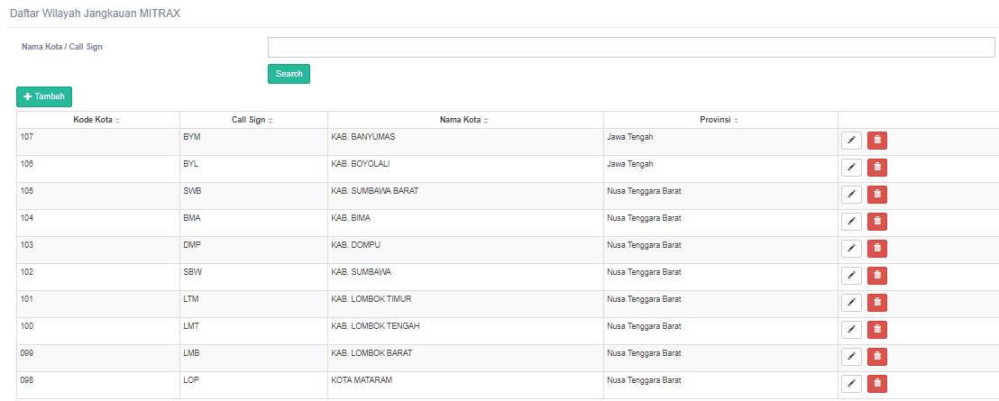 Daftar Wilayah Jangkauan MITRAX
Nama Kota / Call Sign
Search
Tambah
Kode Kota Call Sign Nama Kota Provinsi
107 BYM KAB. BANYUMAS Jawa Tengah
106 BYL KAB. BOYOLALI Jawa Tengah
105 SWB KAB. SUMBAWA BARAT Nusa Tenggara Barat
104 BMA KAB. BIMA Nusa Tenggara Barat
103 DMP KAB. DOMPU Nusa Tenggara Barat
102 SBW KAB. SUMBAWA Nusa Tenggara Barat
101 LTM KAB. LOMBOK TIMUR Nusa Tenggara Barat
100 LMT KAB. LOMBOK TENGAH Nusa Tenggara Barat
099 LMB KAB. LOMBOK BARAT Nusa Tenggara Barat
098 LOP KOTA MATARAM Nusa Tenggara Barat